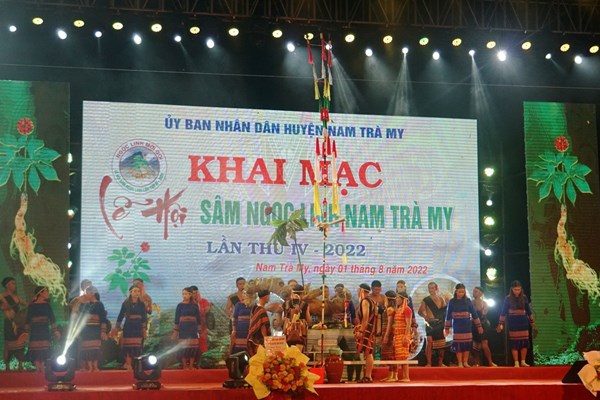 ỦY BAN NHÂN DÂN HUYỆN NAM TRÀ MY
KHAI MẠC
Lễ Hội
SÂM NGỌC LINH NAM TRÀ MY
LẦN THỨ IV - 2022
Nam Trà My, ngày 01 tháng 8 năm 2022